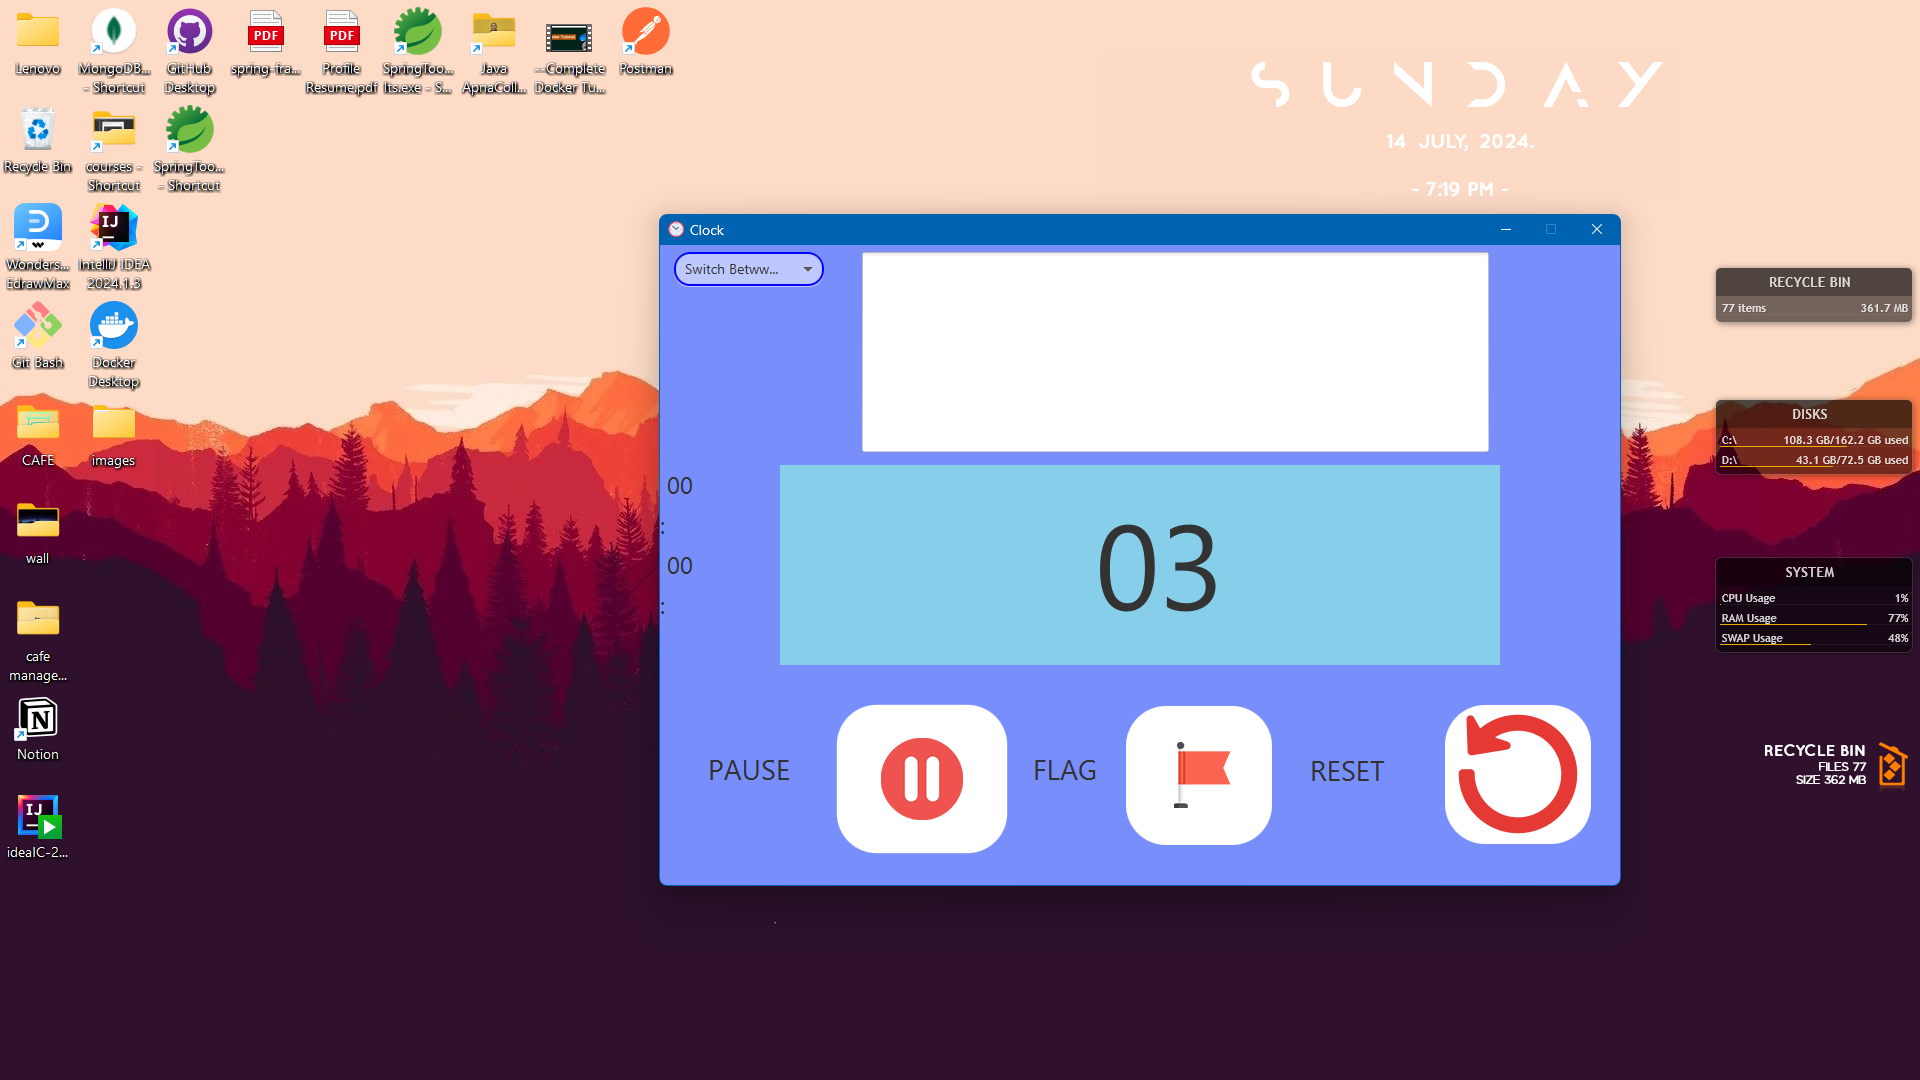 Lenovo
MongoDB...
- Shortcut
GitHub
Desktop
PDF
spring-fra...
PDF
Profile
Resume.pdf
SpringToo...
lts.exe - S...
Java
ApnaColl...
--Complete
Docker Tu...
Postman
Recycle Bin
courses -
Shortcut
SpringToo...
- Shortcut
Wonders...
EdrawMax
IJ
IntelliJ IDEA
2024.1.3
Git Bash
Docker
Desktop
CAFE
images
wall
cafe
manage...
N
Notion
IJ
ideaIC-2...
SUNDAY
14 JULY, 2024.
- 7:19 PM -
Clock
Switch Betww...
00
:
00
:
03
PAUSE
FLAG
RESET
RECYCLE BIN
77 items 361.7 MB
DISKS
C:\ 108.3 GB/162.2 GB used
D:\ 43.1 GB/72.5 GB used
SYSTEM
CPU Usage 1%
RAM Usage 77%
SWAP Usage 48%
RECYCLE BIN
FILES 77
SIZE 362 MB